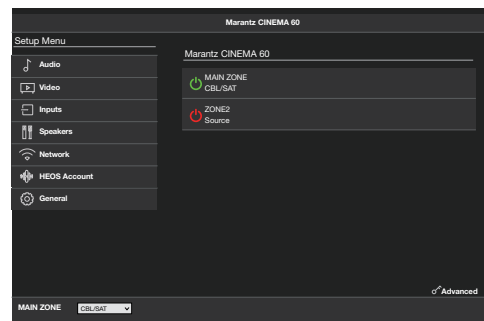 Marantz CINEMA 60
Setup Menu
Audio
Video
Inputs
Speakers
Network
HEOS Account
General
Marantz CINEMA 60
MAIN ZONE
CBL/SAT
ZONE2
Source
Advanced
MAIN ZONE CBL/SAT